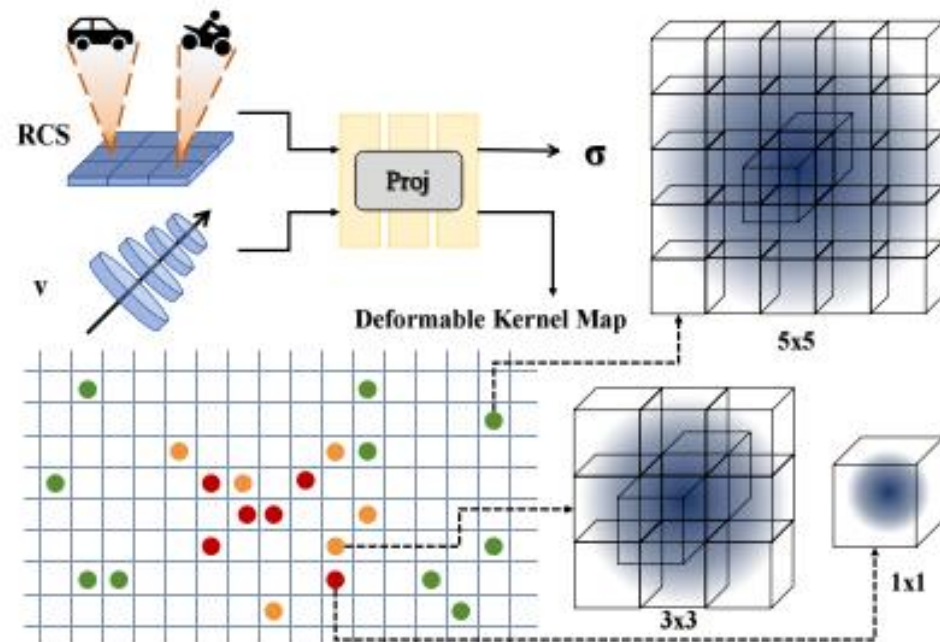 RCS
Proj
σ
v
Deformable Kernel Map
5x5
3x3
1x1